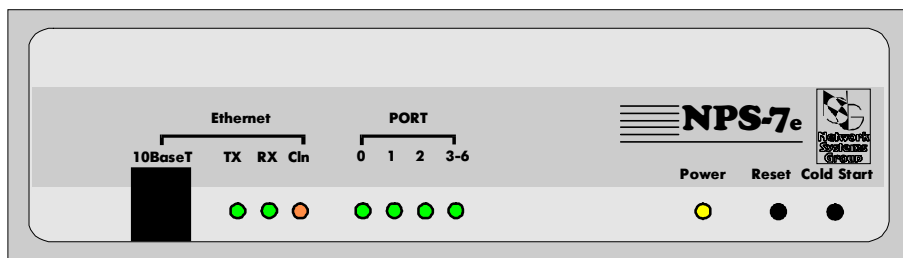 Ethernet
PORT
NPS-7e
10BaseT TX RX Cln 0 1 2 3-6
Network
Systems
Group
Power Reset Cold Start